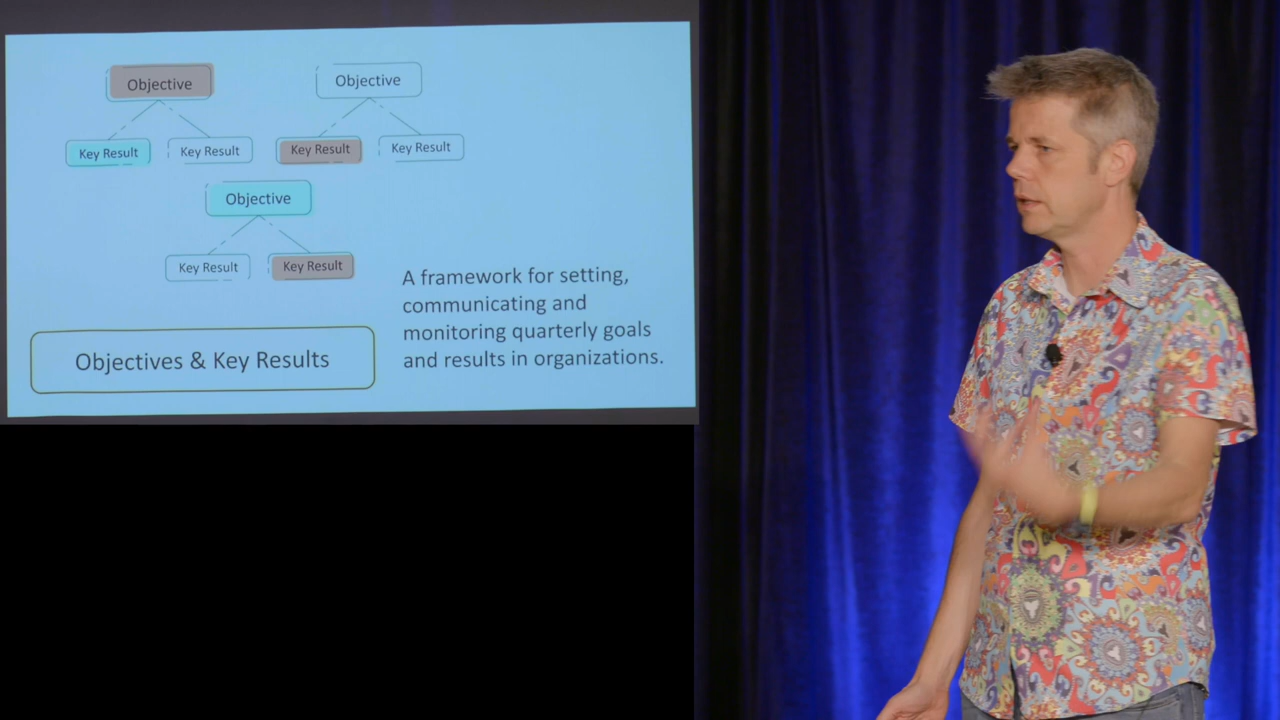 Objective
Objective
Key Result
Key Result
Key Result
Key Result
Objective
Key Result
Key Result
A framework for setting,
communicating and
monitoring quarterly goals
and results in organizations.
Objectives & Key Results